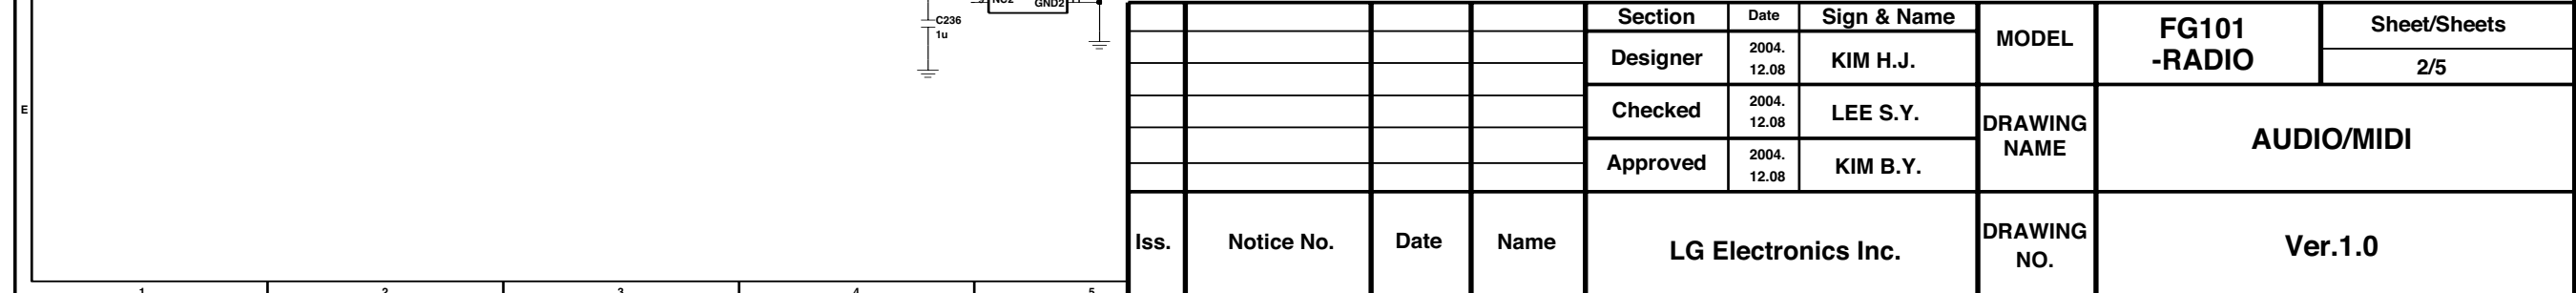 NC2
GND2
C236
1u
E
1
2
3
4
5
Section Date Sign & Name
Designer 2004. 12.08 KIM H.J.
Checked 2004. 12.08 LEE S.Y.
Approved 2004. 12.08 KIM B.Y.
MODEL
FG101
-RADIO
Sheet/Sheets
2/5
DRAWING
NAME
AUDIO/MIDI
Iss. Notice No. Date Name
LG Electronics Inc.
DRAWING
NO.
Ver.1.0